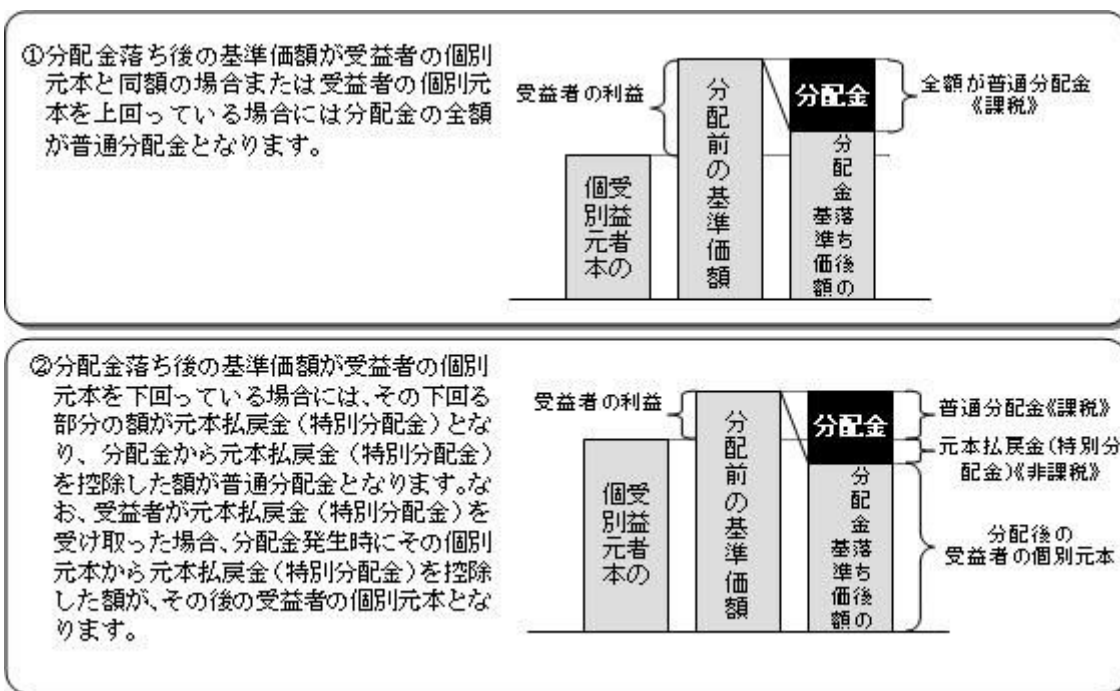 ①分配金落ち後の基準価額が受益者の個別
元本と同額の場合または受益者の個別元
本を上回っている場合には分配金の全額
が普通分配金となります。
受益者の利益
受益者の
個別元本
分配前の基準価額
分配金
分配金落ち後の
基準価額
全額が普通分配金
《課税》
②分配金落ち後の基準価額が受益者の個別
元本を下回っている場合には、その下回る
部分の額が元本払戻金(特別分配金)とな
り、分配金から元本払戻金(特別分配金)
を控除した額が普通分配金となります。な
お、受益者が元本払戻金(特別分配金)を
受け取った場合、分配金発生時にその個別
元本から元本払戻金(特別分配金)を控除
した額が、その後の受益者の個別元本とな
ります。
受益者の利益
受益者の
個別元本
分配前の基準価額
分配金
分配金落ち後の
基準価額
普通分配金《課税》
元本払戻金(特別分
配金)《非課税》
分配後の
受益者の個別元本